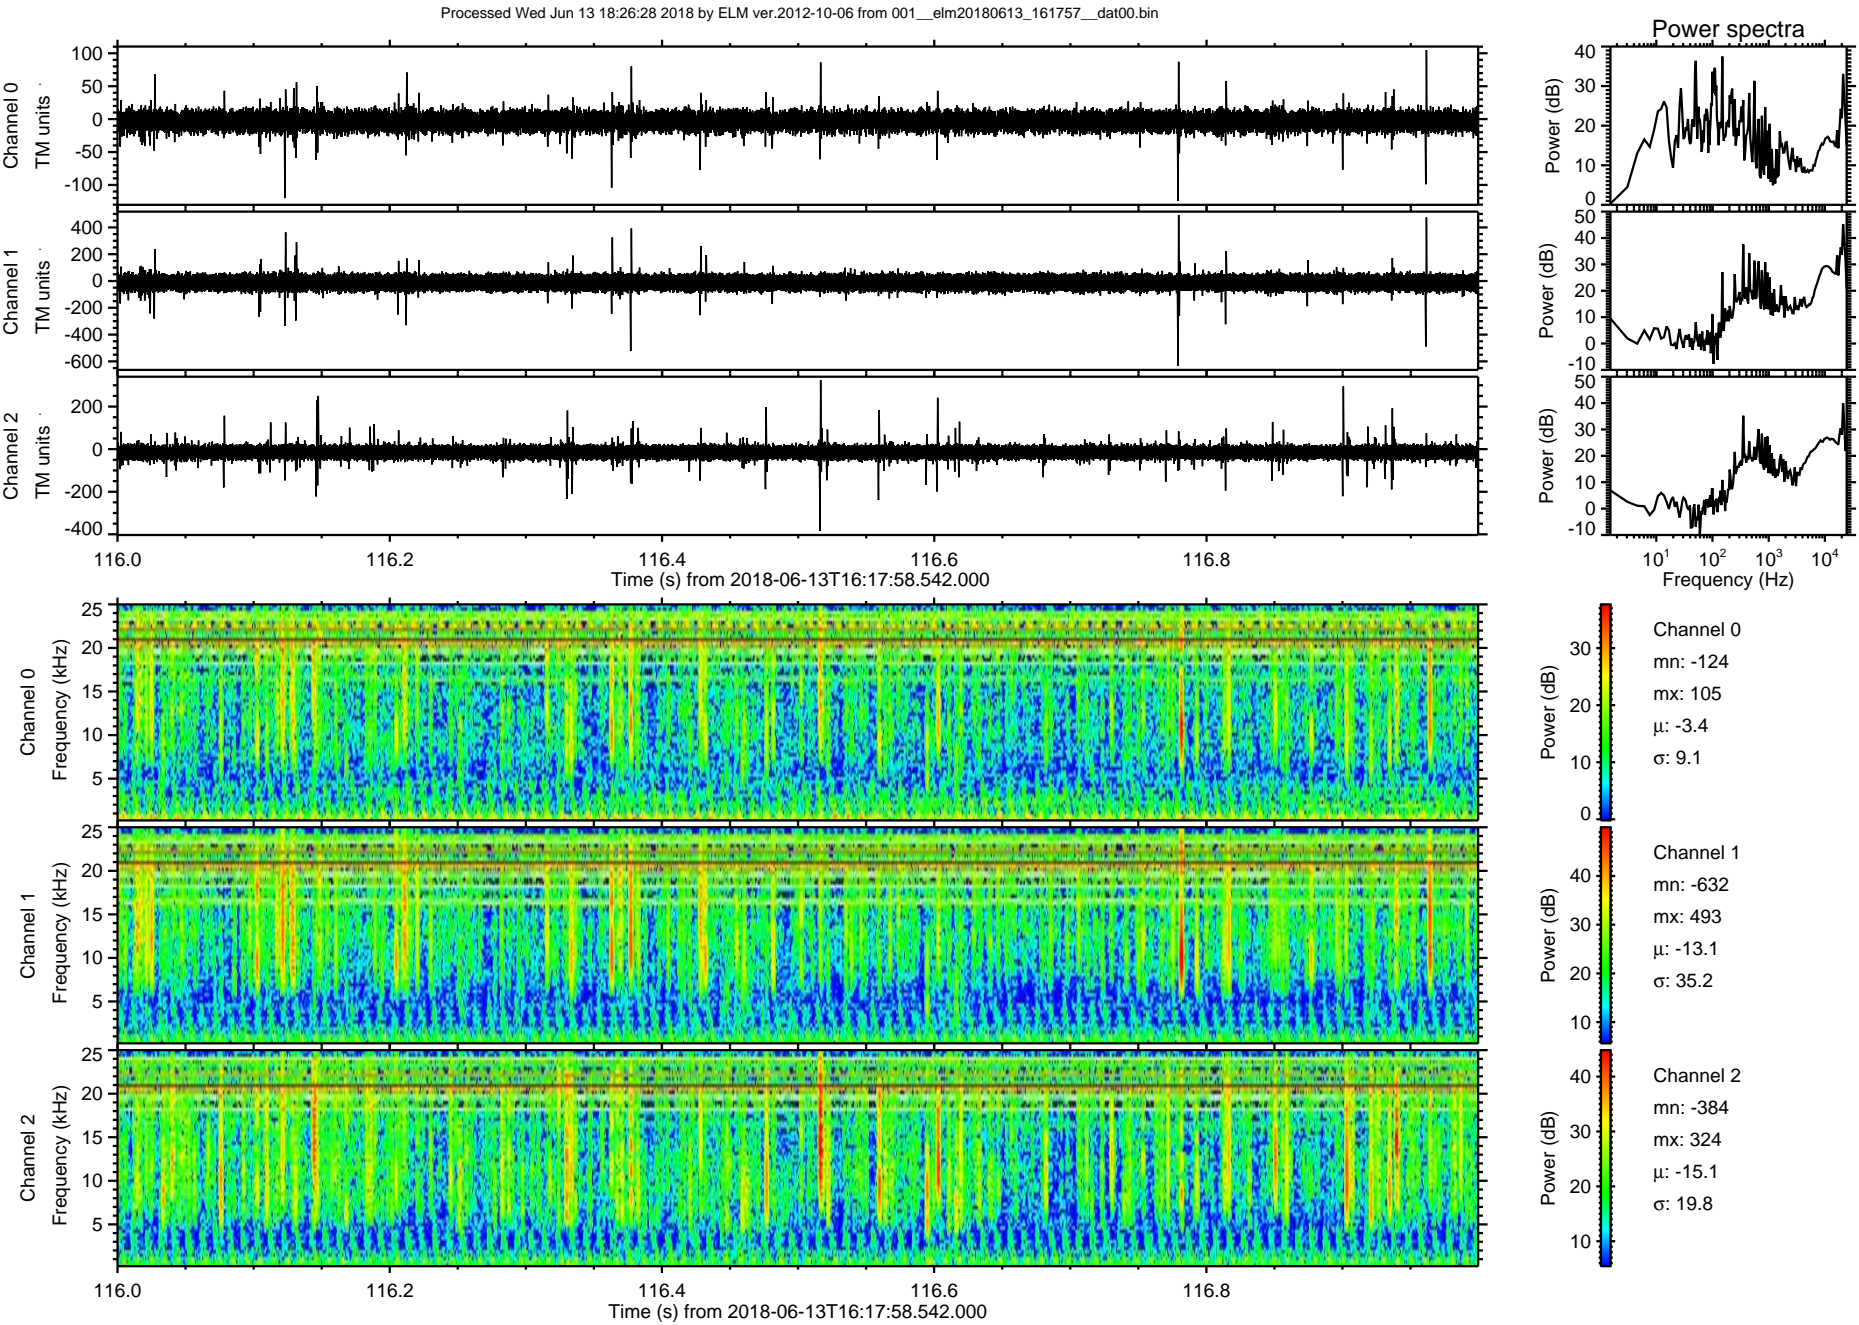 Processed Wed Jun 13 18:26:28 2018 by ELM ver.2012-10-06 from 001__elm20180613_161757__dat00.bin
Power spectra
Channel 0
TM units
100
50
0
-50
-100
Power (dB)
40
30
20
10
0
Channel 1
TM units
400
200
0
-200
-400
-600
Power (dB)
50
40
30
20
10
0
-10
Channel 2
TM units
200
0
-200
-400
Power (dB)
50
40
30
20
10
0
-10
116.0 116.2 116.4 116.6 116.8
Time (s) from 2018-06-13T16:17:58.542.000
10^1 10^2 10^3 10^4
Frequency (Hz)
Channel 0
Frequency (kHz)
25
20
15
10
5
Power (dB)
30
20
10
0
Channel 0
mn: -124
mx: 105
μ: -3.4
σ: 9.1
Channel 1
Frequency (kHz)
25
20
15
10
5
Power (dB)
40
30
20
10
Channel 1
mn: -632
mx: 493
μ: -13.1
σ: 35.2
Channel 2
Frequency (kHz)
25
20
15
10
5
Power (dB)
40
30
20
10
Channel 2
mn: -384
mx: 324
μ: -15.1
σ: 19.8
116.0 116.2 116.4 116.6 116.8
Time (s) from 2018-06-13T16:17:58.542.000